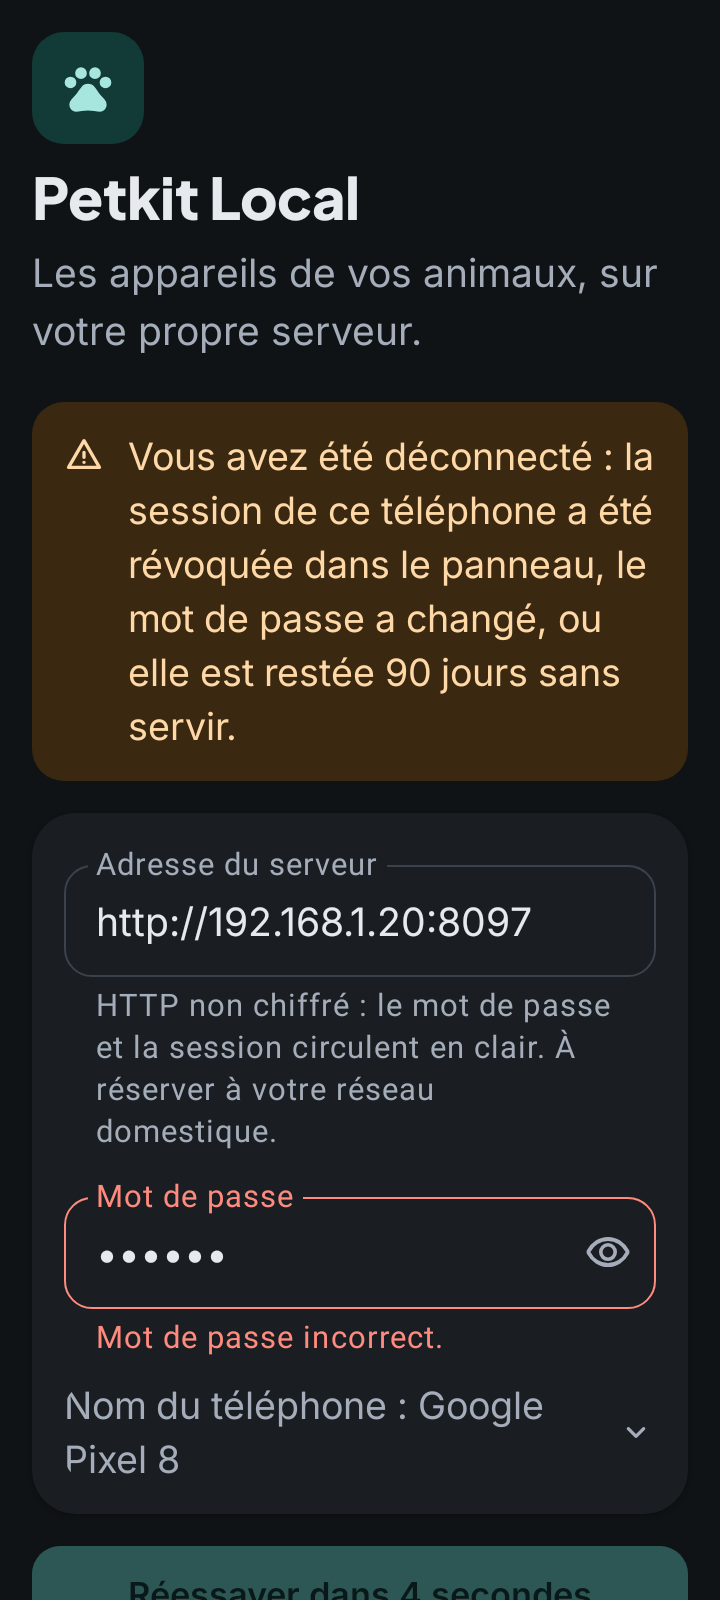 Petkit Local
Les appareils de vos animaux, sur
votre propre serveur.
Vous avez été déconnecté : la
session de ce téléphone a été
révoquée dans le panneau, le
mot de passe a changé, ou
elle est restée 90 jours sans
servir.
Adresse du serveur
http://192.168.1.20:8097
HTTP non chiffré : le mot de passe
et la session circulent en clair. À
réserver à votre réseau
domestique.
Mot de passe
••••••
Mot de passe incorrect.
Nom du téléphone : Google
Pixel 8
Réessayer dans 4 secondes